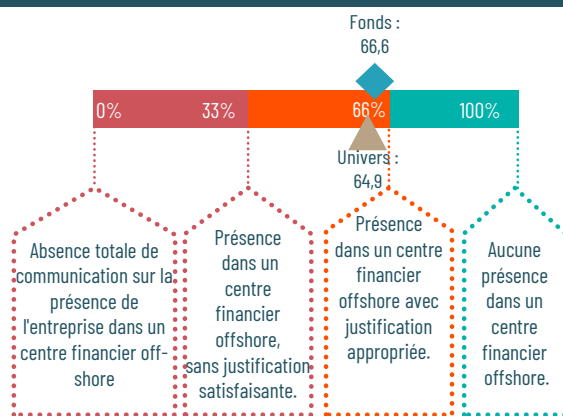 Fonds :
66,6
0%
33%
66%
100%
Univers :
64,9
Absence totale de
communication sur la
présence de
l'entreprise dans un
centre financier off-
shore
Présence
dans un
centre
financier
offshore,
sans justification
satisfaisante.
Présence
dans un centre
financier
offshore avec
justification
appropriée.
Aucune
présence
dans un
centre
financier
offshore.